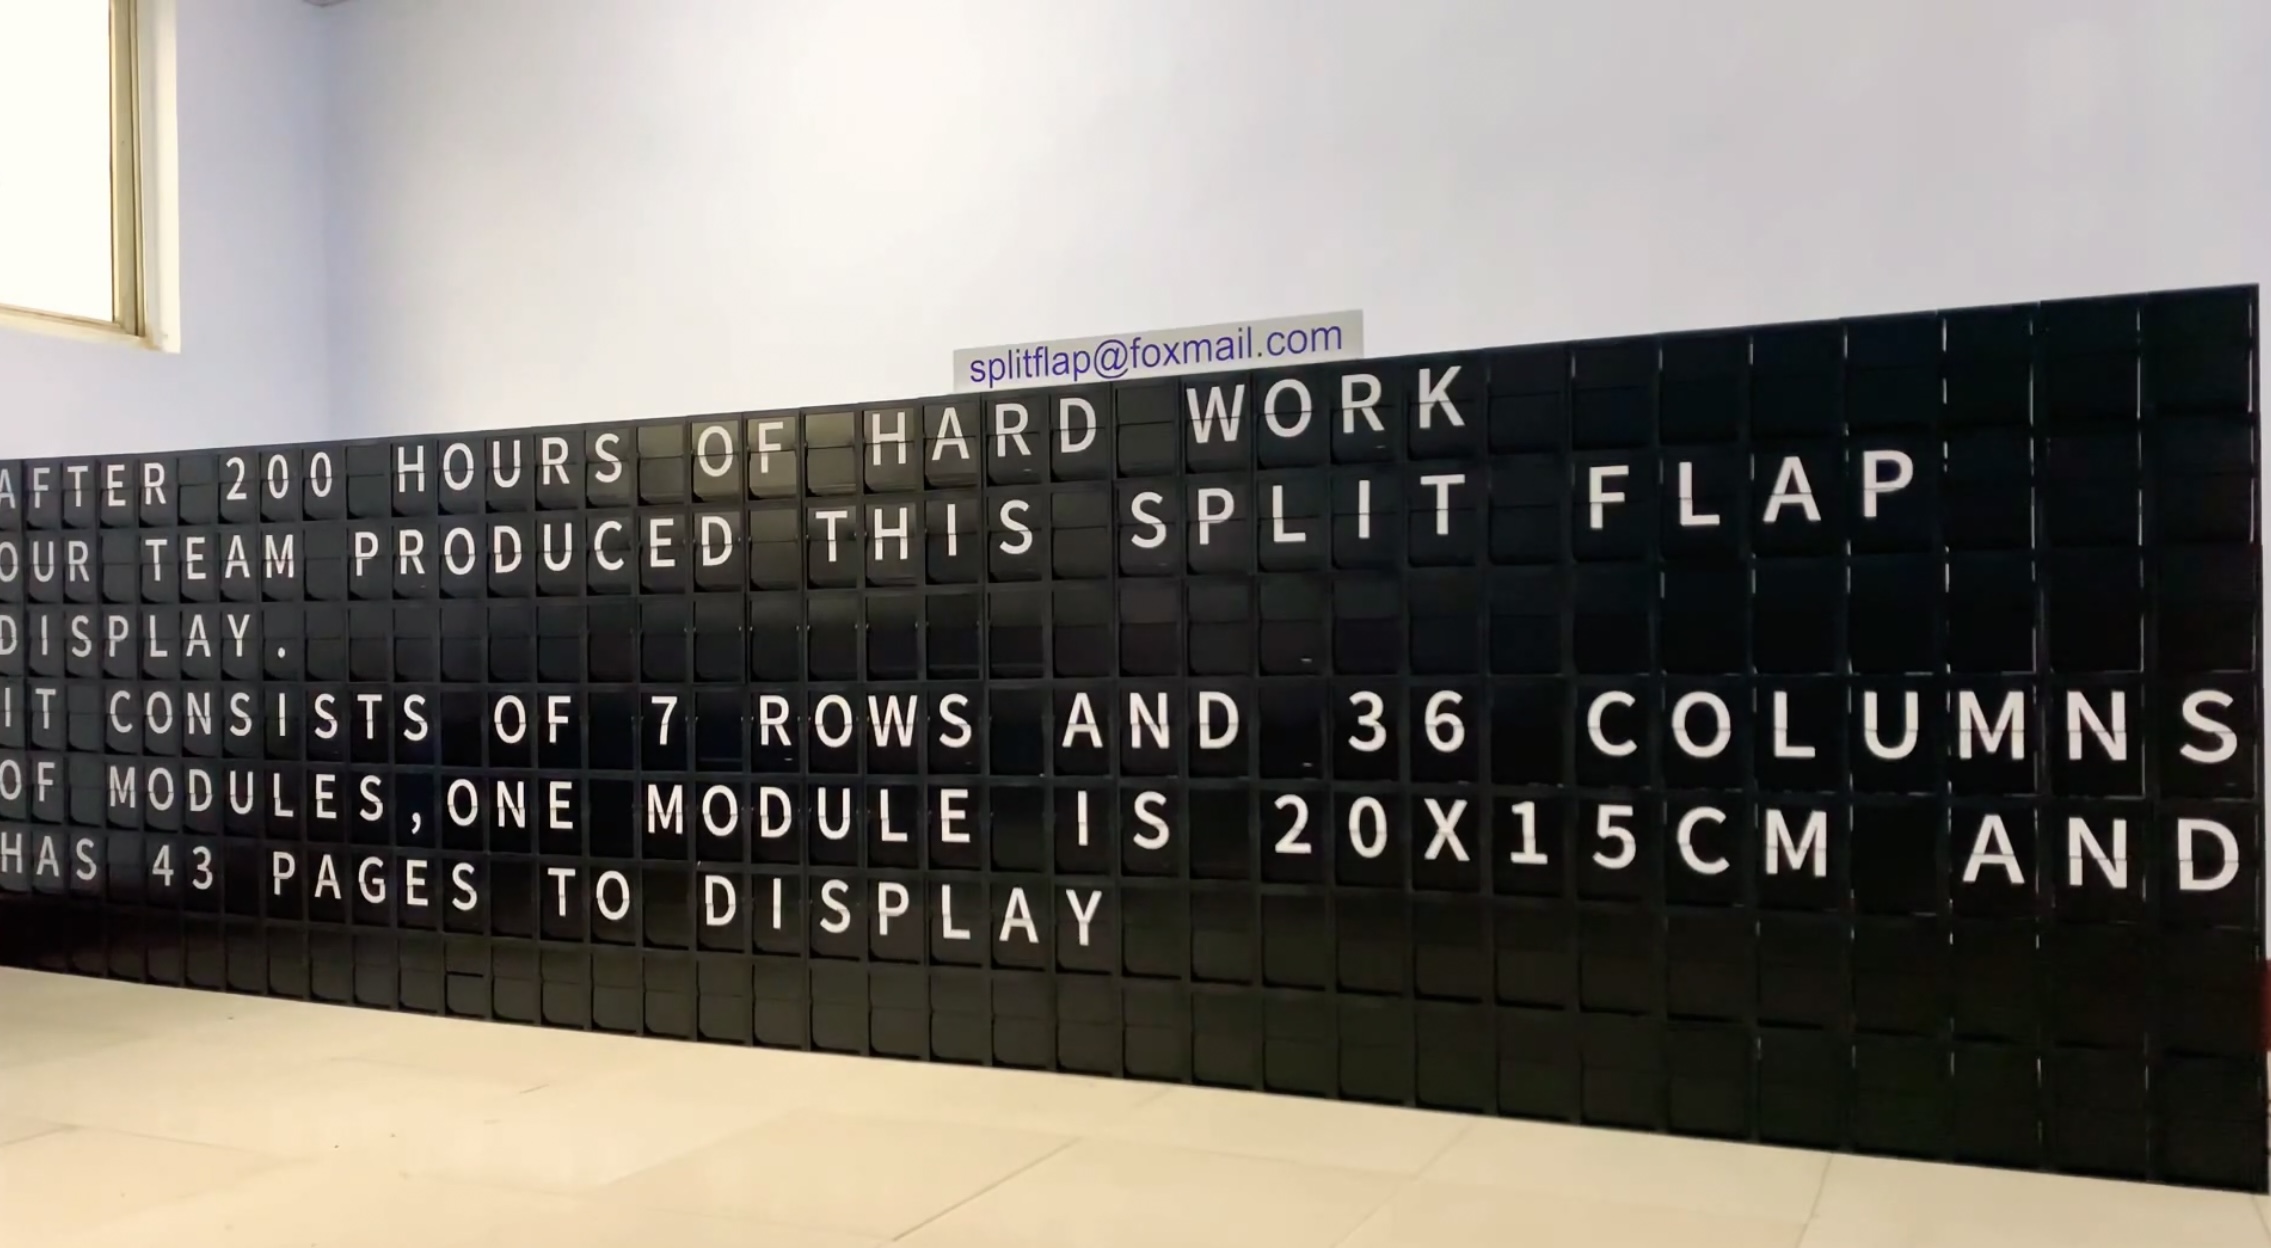 splitflap@foxmail.com
AFTER 200 HOURS OF HARD WORK
OUR TEAM PRODUCED THIS SPLIT FLAP
DISPLAY.
IT CONSISTS OF 7 ROWS AND 36 COLUMNS
OF MODULES,ONE MODULE IS 20X15CM AND
HAS 43 PAGES TO DISPLAY